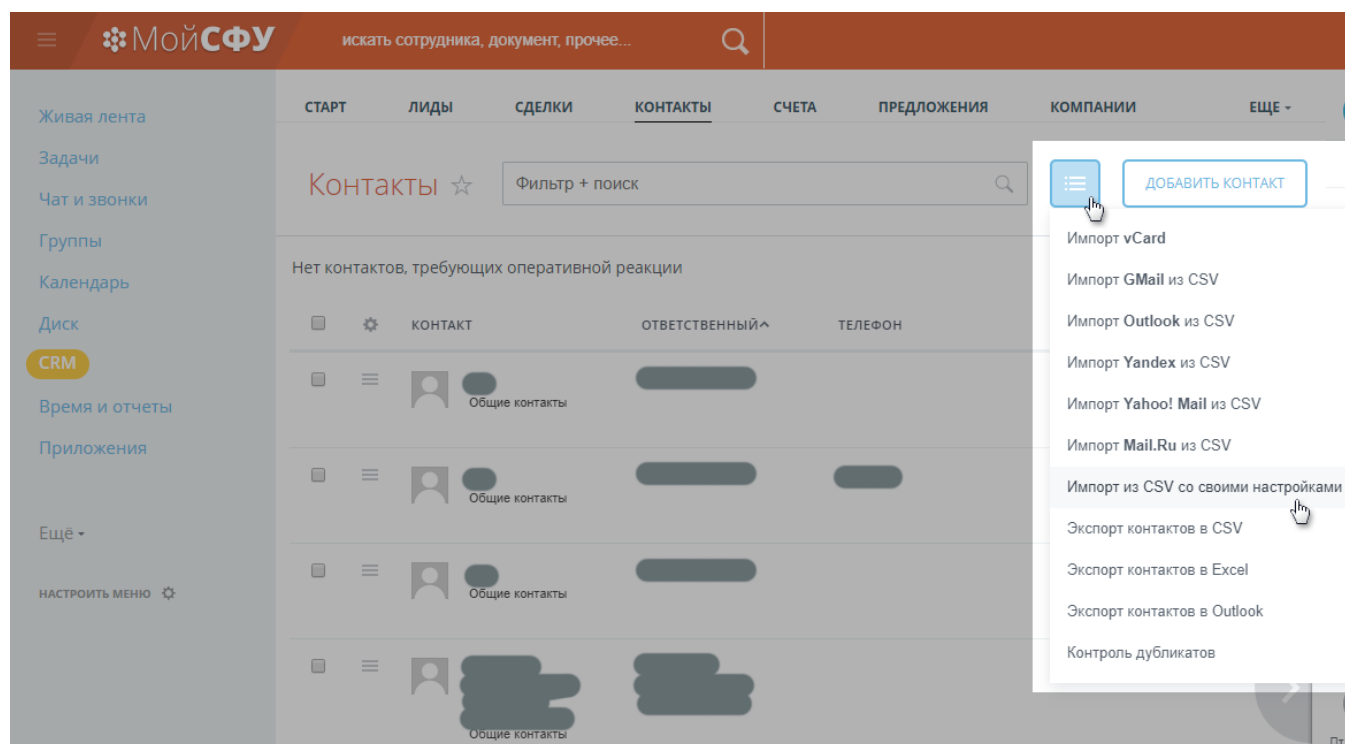 МойСФУ
искать сотрудника, документ, прочее...
Живая лента
Задачи
Чат и звонки
Группы
Календарь
Диск
CRM
Время и отчеты
Приложения
Ещё
НАСТРОИТЬ МЕНЮ
СТАРТ ЛИДЫ СДЕЛКИ КОНТАКТЫ СЧЕТА ПРЕДЛОЖЕНИЯ КОМПАНИИ ЕЩЕ
Контакты
Фильтр + поиск
ДОБАВИТЬ КОНТАКТ
Нет контактов, требующих оперативной реакции
КОНТАКТ ОТВЕТСТВЕННЫЙ ТЕЛЕФОН
Общие контакты
Общие контакты
Общие контакты
Общие контакты
Импорт vCard
Импорт GMail из CSV
Импорт Outlook из CSV
Импорт Yandex из CSV
Импорт Yahoo! Mail из CSV
Импорт Mail.Ru из CSV
Импорт из CSV со своими настройками
Экспорт контактов в CSV
Экспорт контактов в Excel
Экспорт контактов в Outlook
Контроль дубликатов